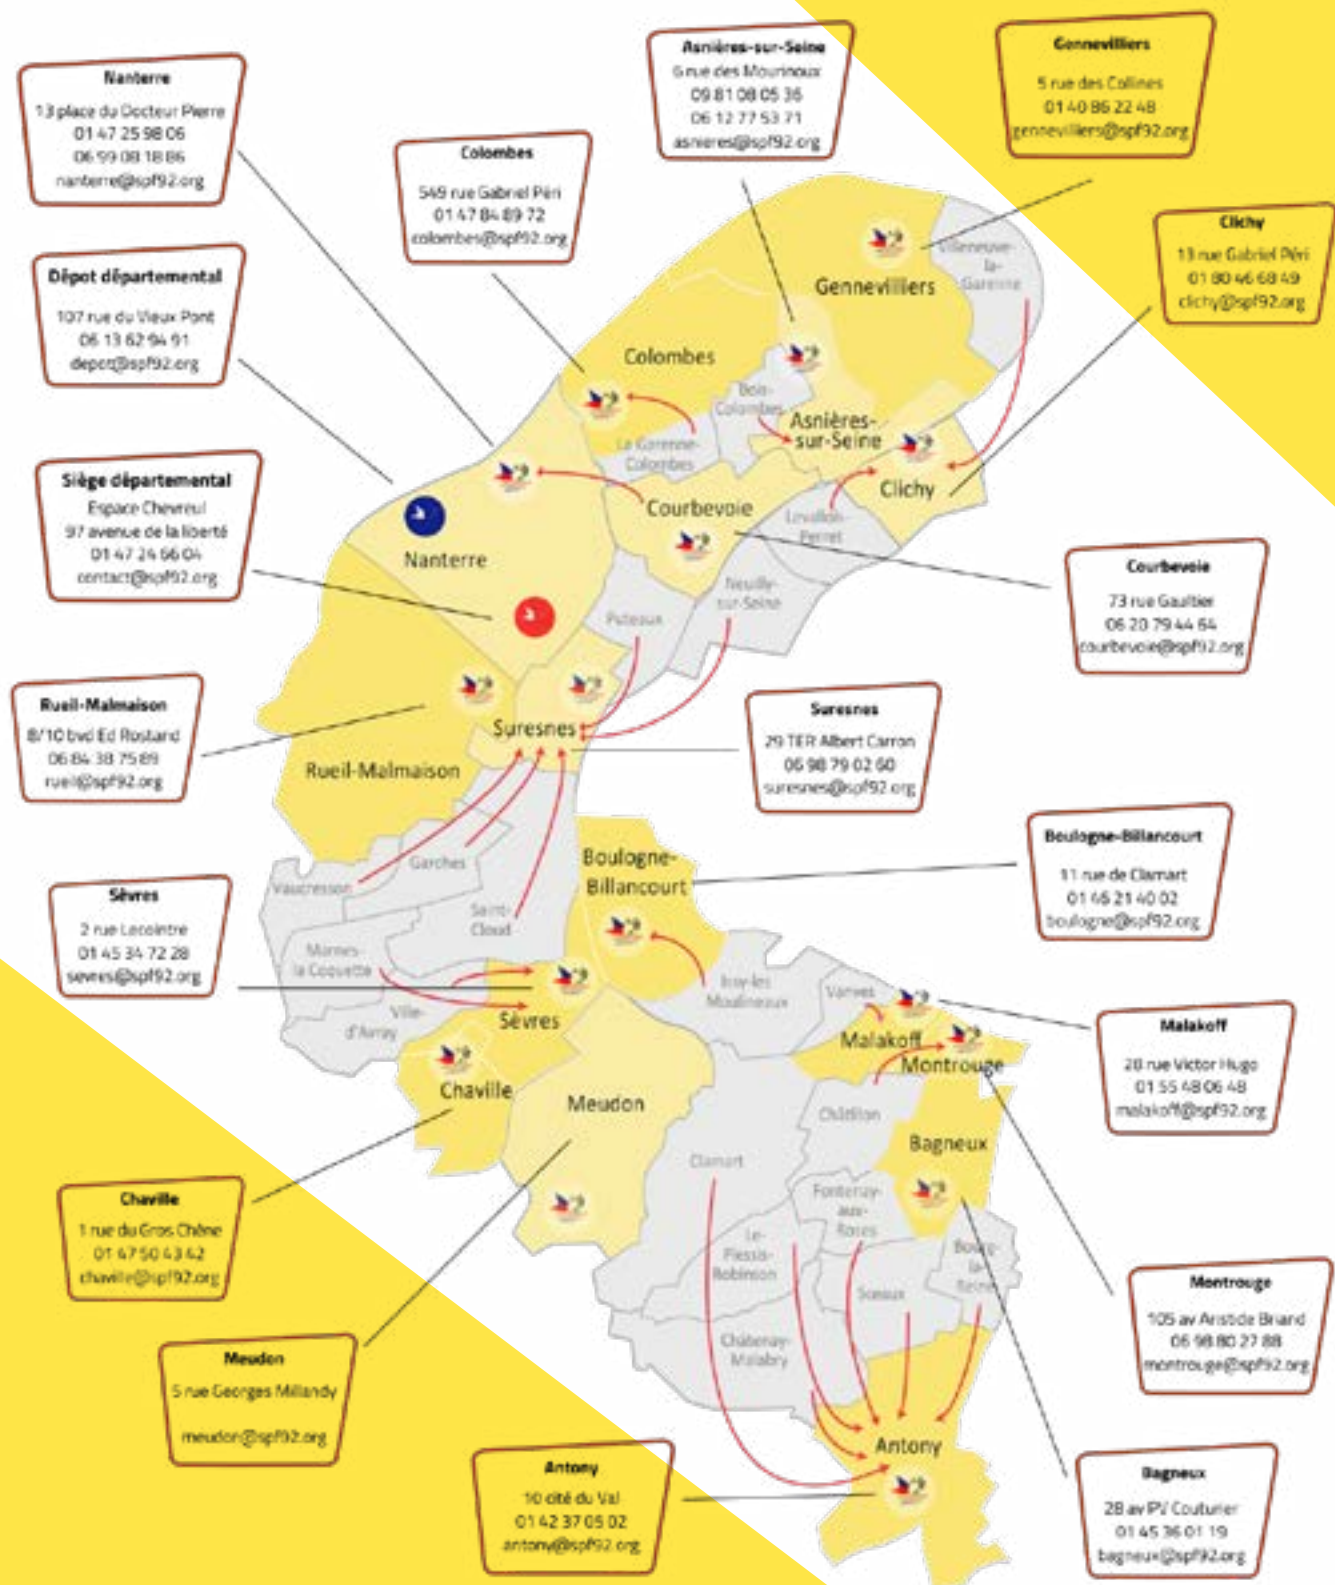 Nanterre
13 place du Docteur Pierre
01 47 25 98 06
06 99 08 18 86
nanterre@spf92.org
Asnières-sur-Seine
6 rue des Mourinoux
09 81 08 05 36
06 12 77 53 71
asnieres@spf92.org
Gennevilliers
5 rue des Collines
01 40 86 22 48
gennevilliers@spf92.org
Colombes
549 rue Gabriel Péri
01 47 84 89 72
colombes@spf92.org
Clichy
13 rue Gabriel Péri
01 80 46 68 49
clichy@spf92.org
Dépot départemental
107 rue du Vieux Pont
06 13 62 94 91
depot@spf92.org
Siège départemental
Espace Chevreul
97 avenue de la liberté
01 47 24 66 04
contact@spf92.org
Courbevoie
73 rue Gaultier
06 20 79 44 64
courbevoie@spf92.org
Rueil-Malmaison
8/10 bvd Ed Rostand
06 84 38 75 89
rueil@spf92.org
Suresnes
29 TER Albert Carron
06 98 79 02 60
suresnes@spf92.org
Boulogne-Billancourt
11 rue de Clamart
01 46 21 40 02
boulogne@spf92.org
Sèvres
2 rue Lecointre
01 45 34 72 28
sevres@spf92.org
Malakoff
28 rue Victor Hugo
01 55 48 06 48
malakoff@spf92.org
Chaville
1 rue du Gros Chêne
01 47 50 43 42
chaville@spf92.org
Montrouge
105 av Aristide Briand
06 98 80 27 88
montrouge@spf92.org
Meudon
5 rue Georges Millandy
meudon@spf92.org
Antony
10 cité du Val
01 42 37 05 02
antony@spf92.org
Bagneux
28 av PV Couturier
01 45 36 01 19
bagneux@spf92.org
Villeneuve-
la-
Garenne
Gennevilliers
Colombes
Bois-
Colombes
Asnières-
sur-Seine
La Garenne-
Colombes
Clichy
Courbevoie
Levallois-
Perret
Nanterre
Neuilly-
sur-Seine
Puteaux
Suresnes
Rueil-Malmaison
Garches
Vaucresson
Boulogne-
Billancourt
Saint-
Cloud
Marnes-
la Coquette
Ville-
d'Avray
Sèvres
Issy-les
Moulineaux
Vanves
Malakoff
Montrouge
Chaville
Meudon
Châtillon
Bagneux
Clamart
Fontenay-
aux-
Roses
Le-
Plessis-
Robinson
Bourg-
la-
Reine
Sceaux
Châtenay-
Malabry
Antony